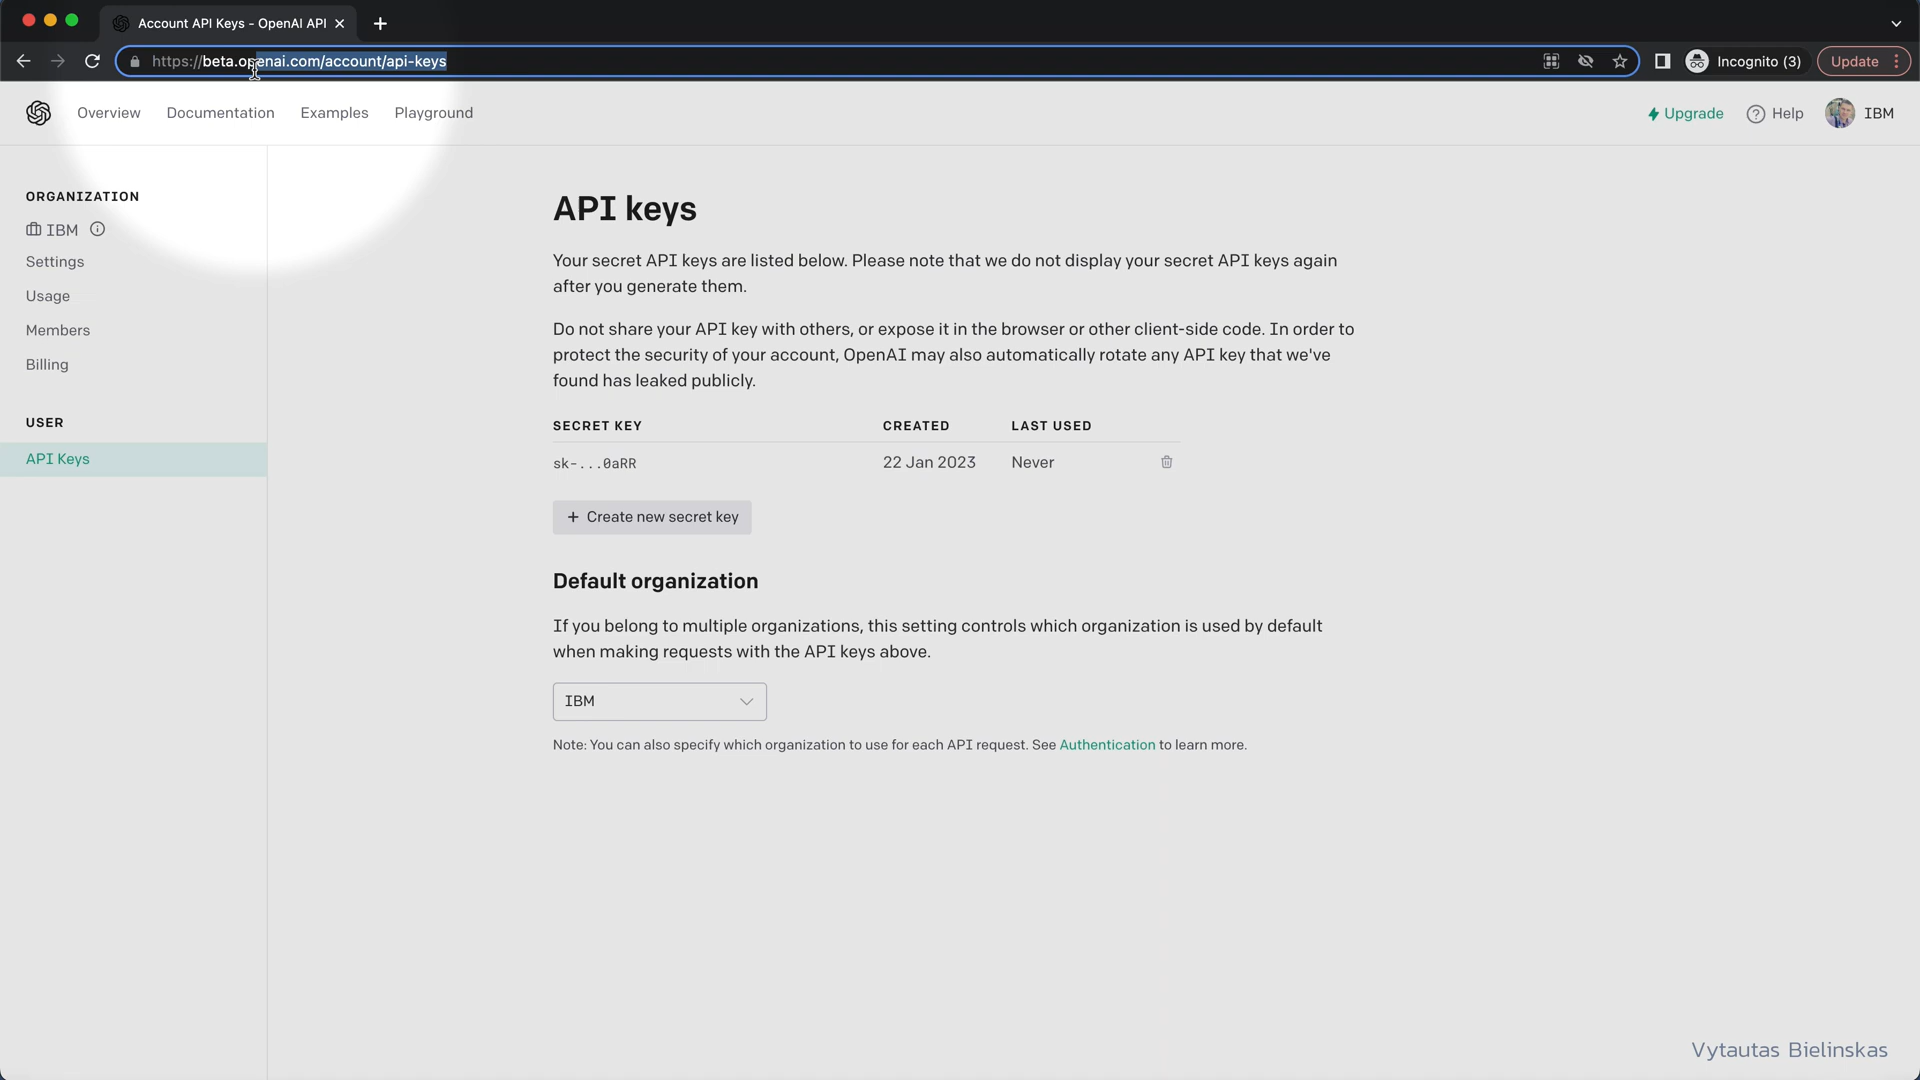 Account API Keys - OpenAI API
https://beta.openai.com/account/api-keys
Incognito (3)
Update
Overview
Documentation
Examples
Playground
Upgrade
Help
IBM
ORGANIZATION
IBM
Settings
Usage
Members
Billing
USER
API Keys
API keys
Your secret API keys are listed below. Please note that we do not display your secret API keys again
after you generate them.
Do not share your API key with others, or expose it in the browser or other client-side code. In order to
protect the security of your account, OpenAI may also automatically rotate any API key that we've
found has leaked publicly.
SECRET KEY CREATED LAST USED
sk-...0aRR 22 Jan 2023 Never
+ Create new secret key
Default organization
If you belong to multiple organizations, this setting controls which organization is used by default
when making requests with the API keys above.
IBM
Note: You can also specify which organization to use for each API request. See Authentication to learn more.
Vytautas Bielinskas